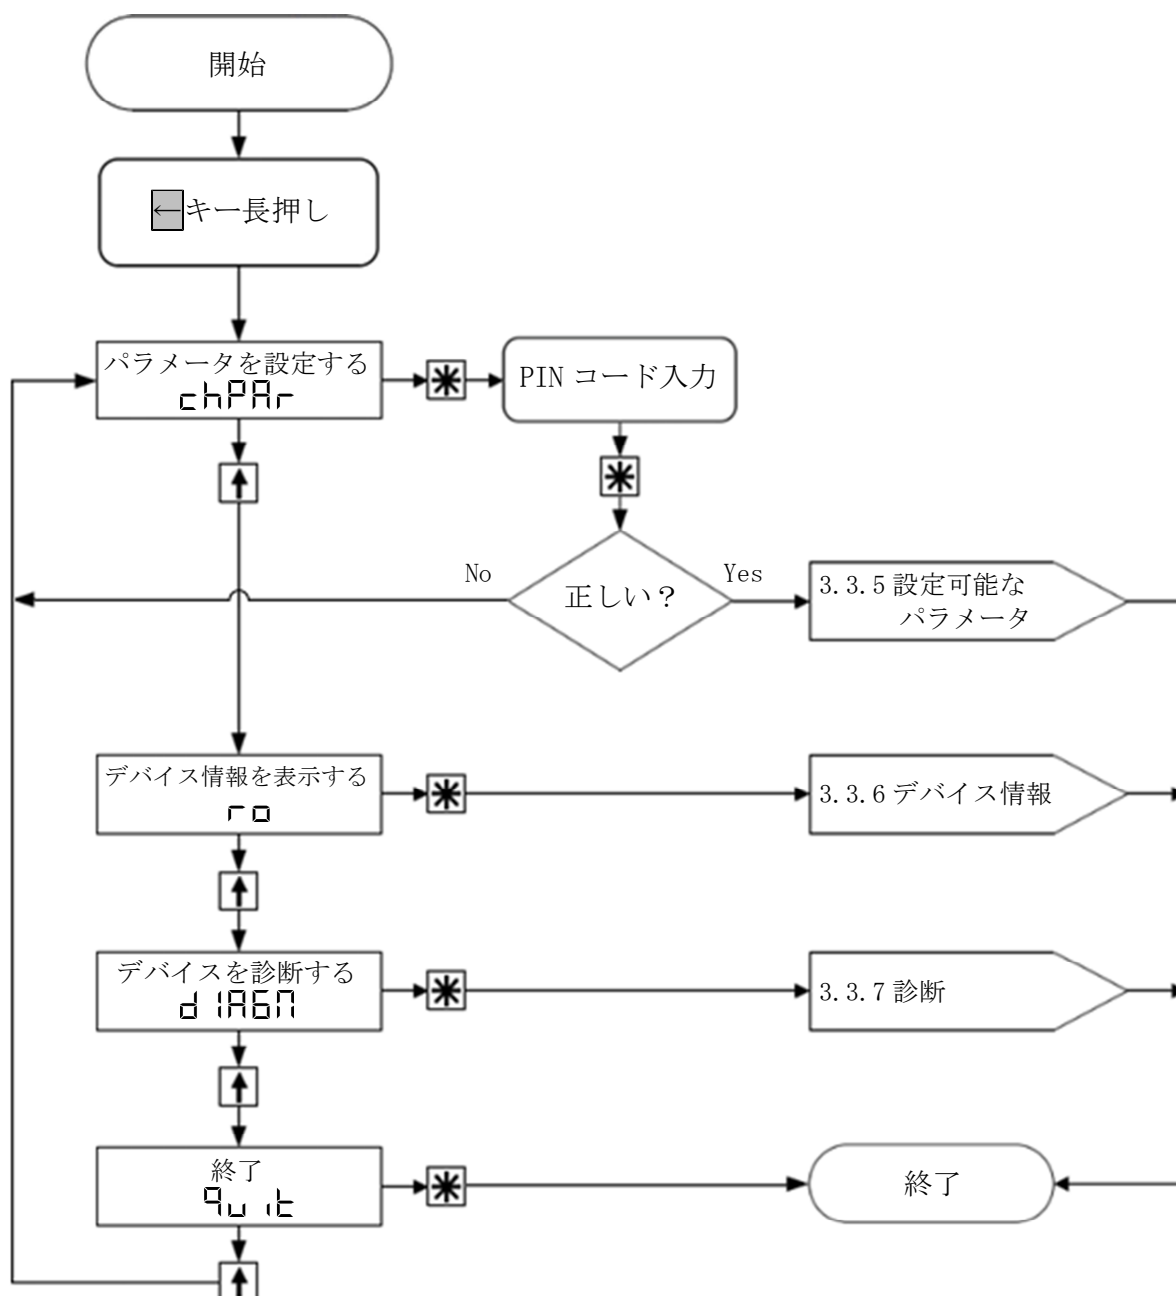 開始
←キー長押し
パラメータを設定する
chPAr
PIN コード入力
No
正しい？
Yes
3.3.5 設定可能な
パラメータ
デバイス情報を表示する
ro
3.3.6 デバイス情報
デバイスを診断する
dIAGn
3.3.7 診断
終了
quit
終了